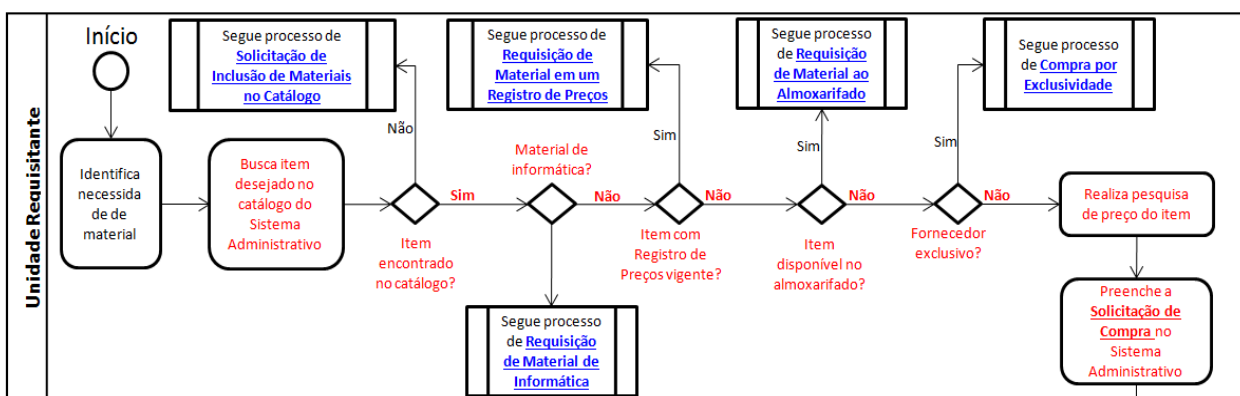 Unidade Requisitante
Início
Identifica
necessida
de de
material
Busca item
desejado no
catálogo do
Sistema
Administrativo
Segue processo de
Solicitação de
Inclusão de Materiais
no Catálogo
Não
Item
encontrado
no catálogo?
Sim
Material de
informática?
Segue processo
de Requisição
de Material de
Informática
Não
Segue processo de
Requisição de
Material em um
Registro de Preços
Sim
Item com
Registro de
Preços vigente?
Não
Segue processo
de Requisição
de Material ao
Almoxarifado
Sim
Item
disponível no
almoxarifado?
Não
Segue processo
de Compra por
Exclusividade
Sim
Fornecedor
exclusivo?
Não
Realiza pesquisa
de preço do item
Preenche a
Solicitação de
Compra no
Sistema
Administrativo